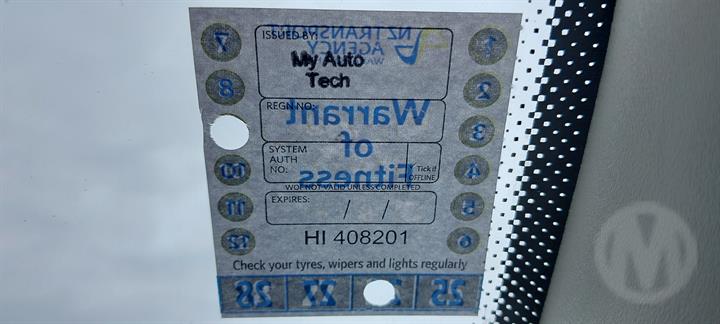 ISSUED BY:
NZ TRANSPORT
AGENCY
My Auto
Tech
7 1
8 2
REGN NO:
Warrant
3
of
SYSTEM
AUTH
NO.
Tick if
OFFLINE
10 4
Fitness
WOF NOT VALID UNLESS COMPLETED
11 5
EXPIRES: / /
12 6
HI 408201
Check your tyres, wipers and lights regularly
28 27 25
M